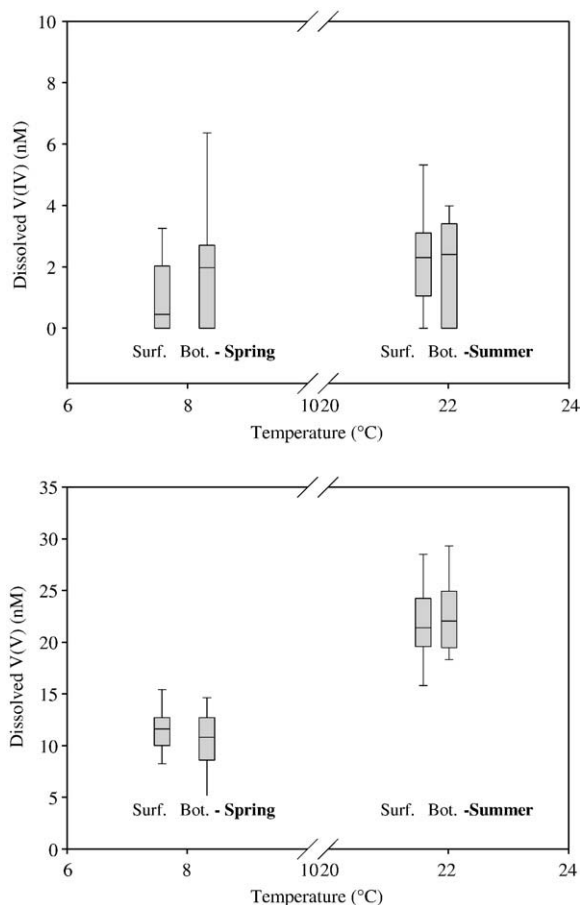 10
8
6
4
2
0
Dissolved V(IV) (nM)
Surf. Bot. - Spring
Surf. Bot. -Summer
6 8 10 20 22 24
Temperature (°C)
35
30
25
20
15
10
5
0
Dissolved V(V) (nM)
Surf. Bot. - Spring
Surf. Bot. -Summer
6 8 10 20 22 24
Temperature (°C)